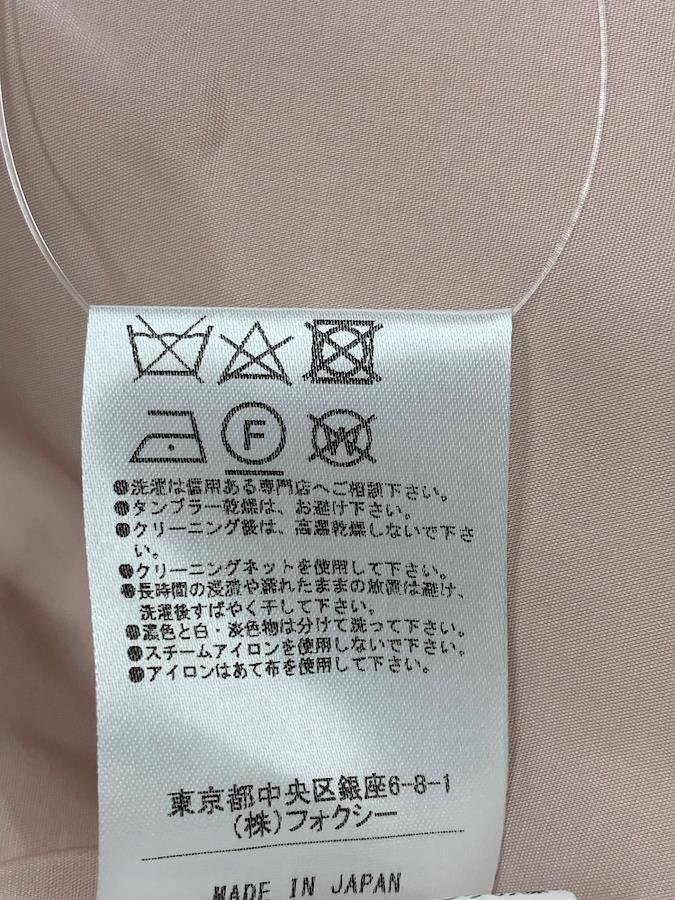 F
W
●洗濯は信用ある専門店へご相談下さい。
●タンブラー乾燥は、お避け下さい。
●クリーニング後は、高温乾燥しないで下さ
い。
●クリーニングネットを使用して下さい。
●長時間の浸漬や濡れたままの放置は避け、
洗濯後すばやく干して下さい。
●濃色と白・淡色物は分けて洗って下さい。
●スチームアイロンを使用しないで下さい。
●アイロンはあて布を使用して下さい。
東京都中央区銀座6-8-1
(株)フォクシー
MADE IN JAPAN